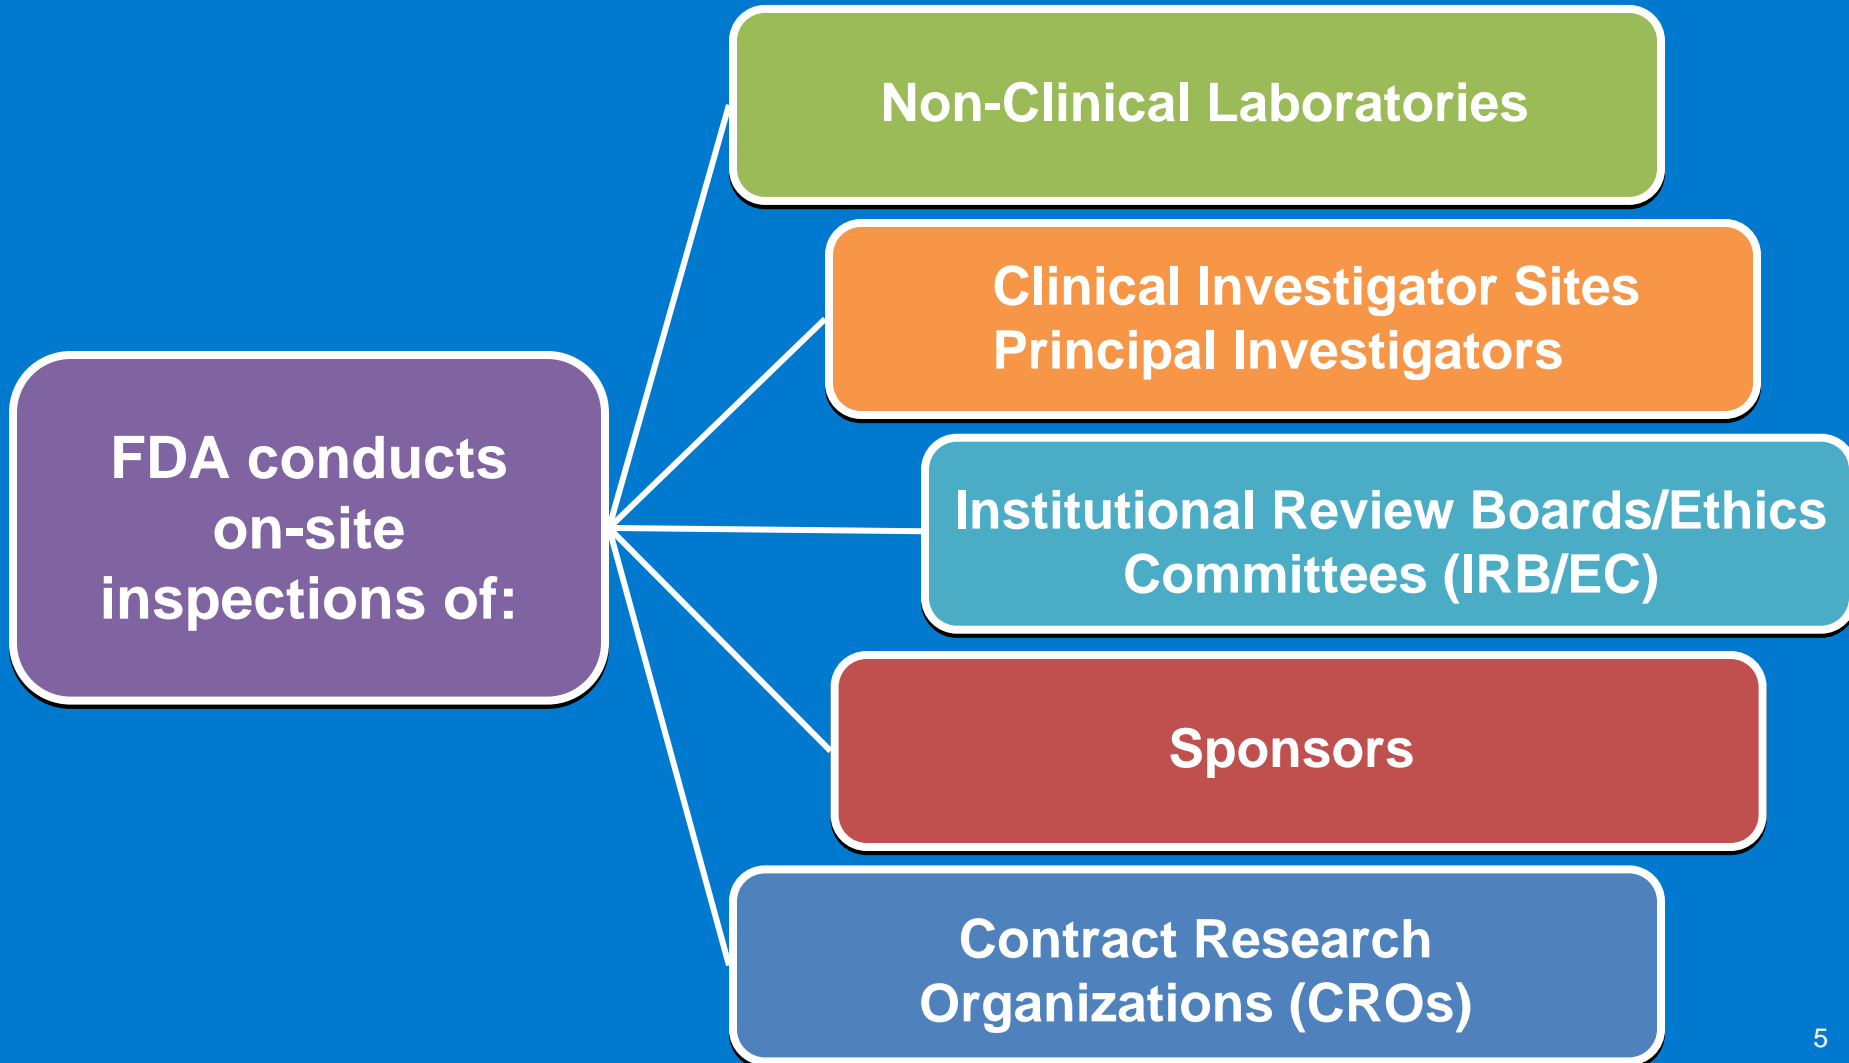 Non-Clinical Laboratories
Clinical Investigator Sites
Principal Investigators
FDA conducts
on-site
inspections of:
Institutional Review Boards/Ethics
Committees (IRB/EC)
Sponsors
Contract Research
Organizations (CROs)
5